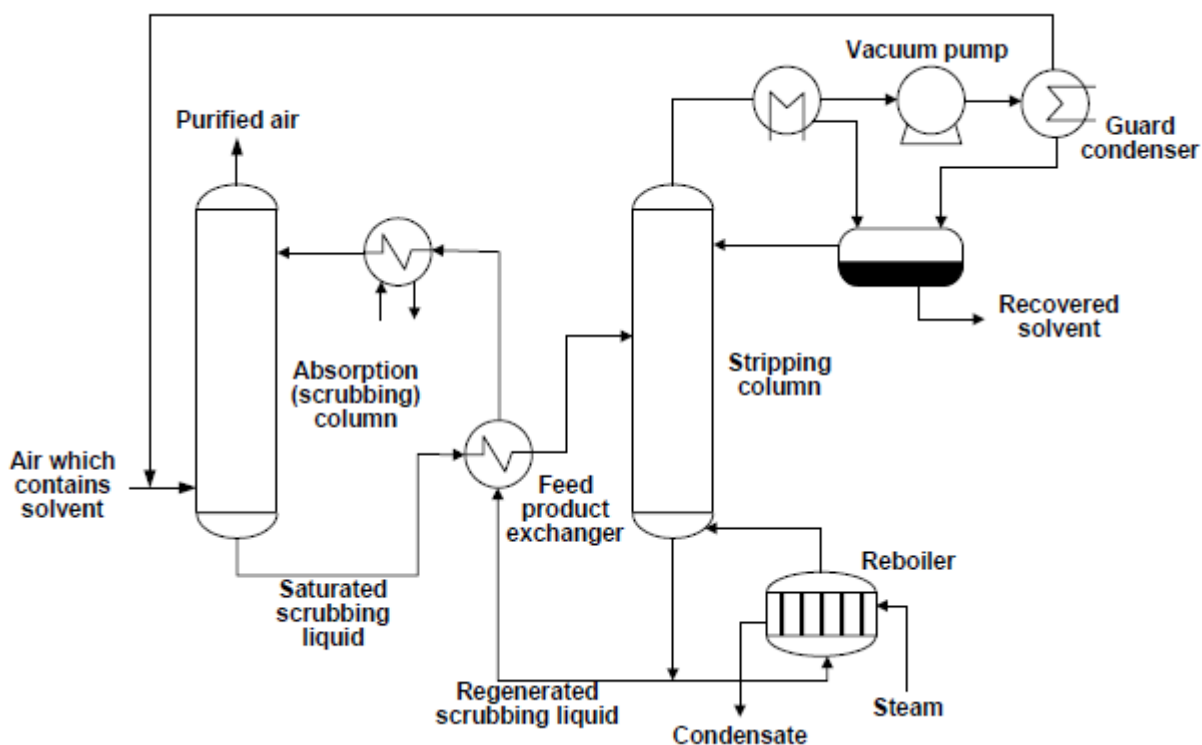 Vacuum pump
Purified air
Guard
condenser
Recovered
solvent
Absorption
(scrubbing)
column
Stripping
column
Air which
contains
solvent
Feed
product
exchanger
Reboiler
Saturated
scrubbing
liquid
Regenerated
scrubbing liquid
Steam
Condensate